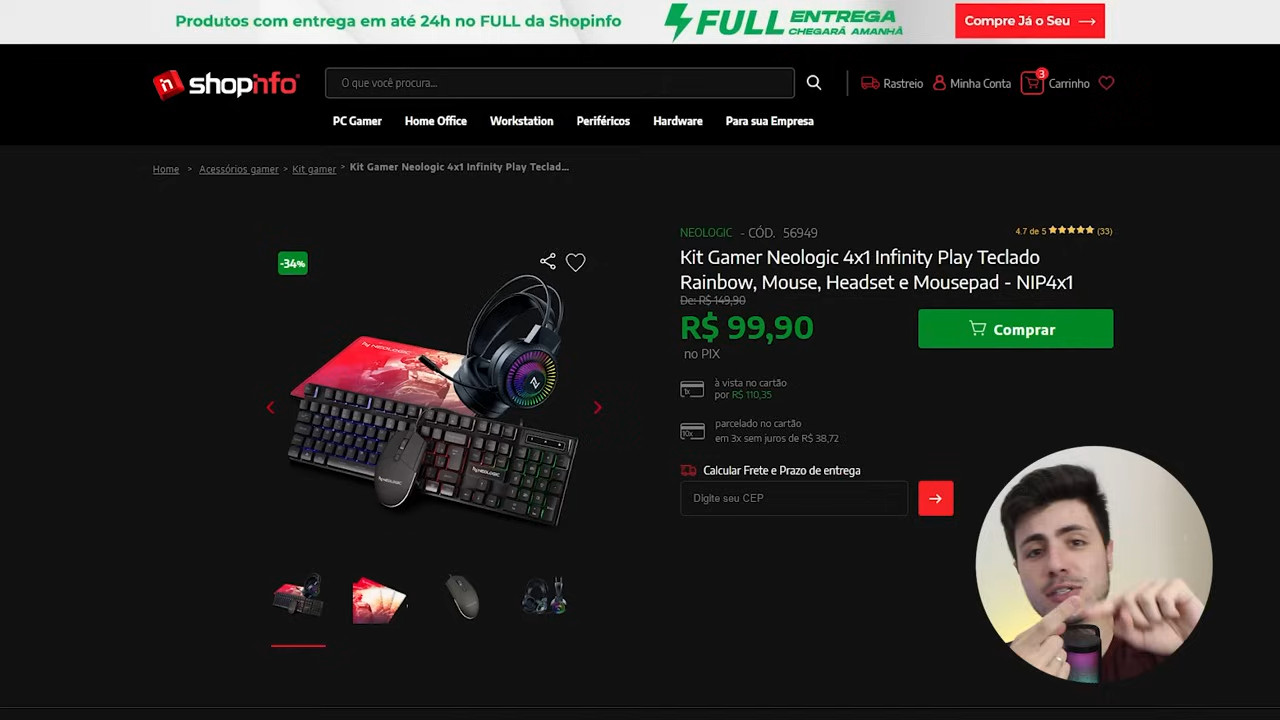 Produtos com entrega em até 24h no FULL da Shopinfo
FULL ENTREGA
CHEGARÁ AMANHÃ
Compre Já o Seu
shopinfo
O que você procura...
Rastreio
Minha Conta
3
Carrinho
PC Gamer
Home Office
Workstation
Periféricos
Hardware
Para sua Empresa
Home > Acessórios gamer > Kit gamer > Kit Gamer Neologic 4x1 Infinity Play Teclad...
NEOLOGIC - CÓD. 56949
4.7 de 5 (33)
-34%
Kit Gamer Neologic 4x1 Infinity Play Teclado
Rainbow, Mouse, Headset e Mousepad - NIP4x1
De: R$ 149,90
R$ 99,90
no PIX
Comprar
NEOLOGIC
NEOLOGIC
NEOLOGIC
1x
à vista no cartão
por R$ 110,35
10x
parcelado no cartão
em 3x sem juros de R$ 38,72
Calcular Frete e Prazo de entrega
Digite seu CEP